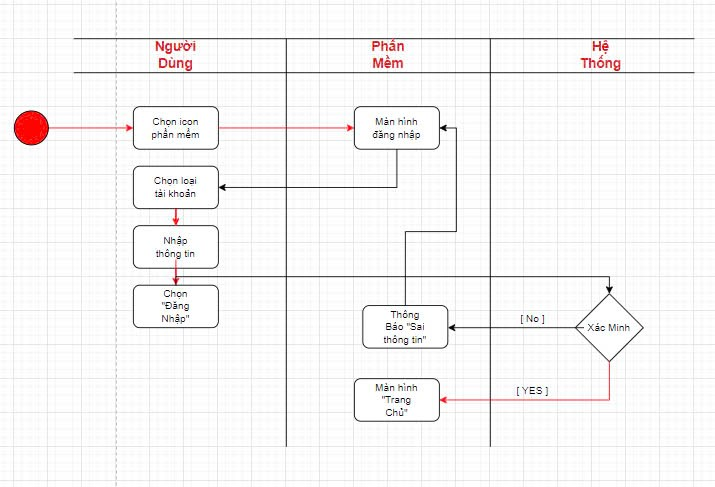 Người
Dùng
Phần
Mềm
Hệ
Thống
Chọn icon
phần mềm
Màn hình
đăng nhập
Chọn loại
tài khoản
Nhập
thông tin
Chọn
"Đăng
Nhập"
Thông
Báo "Sai
thông tin"
[ No ]
Xác Minh
Màn hình
"Trang
Chủ"
[ YES ]